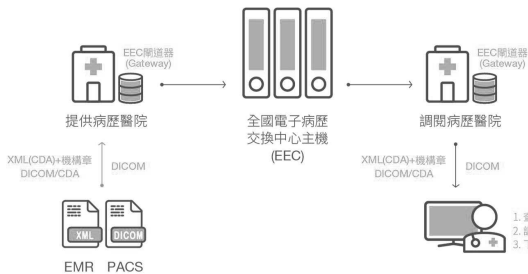 EEC閘道器
(Gateway)
EEC閘道器
(Gateway)
提供病歷醫院
全國電子病歷
交換中心主機
(EEC)
調閱病歷醫院
XML(CDA)+機構章
DICOM/CDA
DICOM
XML(CDA)+機構章
DICOM/CDA
DICOM
XML
DICOM
EMR
PACS
1.
2.
3.